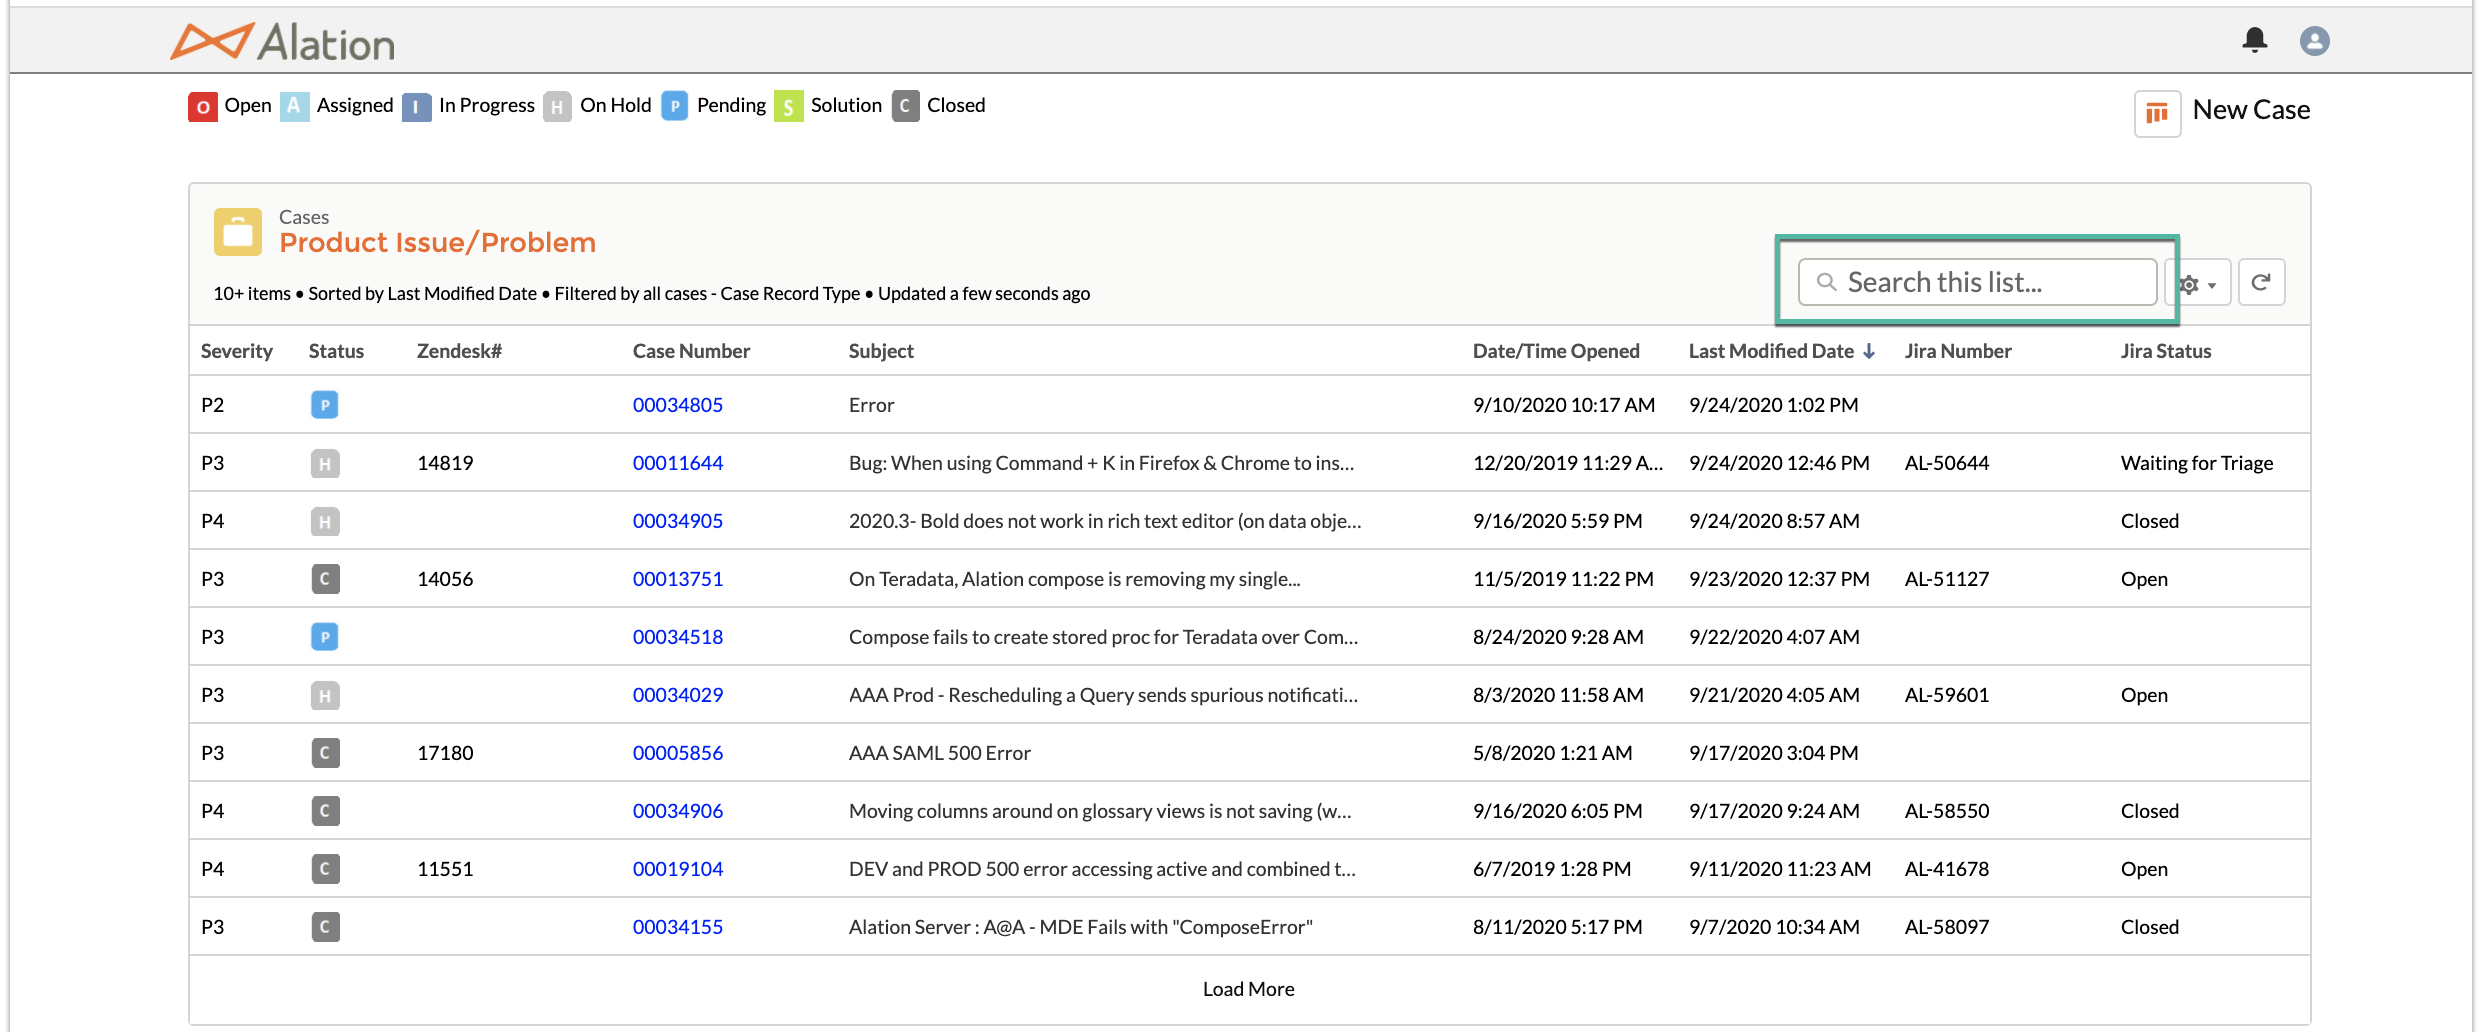 Alation
O Open A Assigned I In Progress H On Hold P Pending S Solution C Closed
New Case
Cases
Product Issue/Problem
10+ items • Sorted by Last Modified Date • Filtered by all cases - Case Record Type • Updated a few seconds ago
Search this list...
Severity Status Zendesk# Case Number Subject Date/Time Opened Last Modified Date ↓ Jira Number Jira Status
P2 P 00034805 Error 9/10/2020 10:17 AM 9/24/2020 1:02 PM
P3 H 14819 00011644 Bug: When using Command + K in Firefox & Chrome to ins... 12/20/2019 11:29 A... 9/24/2020 12:46 PM AL-50644 Waiting for Triage
P4 H 00034905 2020.3- Bold does not work in rich text editor (on data obje... 9/16/2020 5:59 PM 9/24/2020 8:57 AM Closed
P3 C 14056 00013751 On Teradata, Alation compose is removing my single... 11/5/2019 11:22 PM 9/23/2020 12:37 PM AL-51127 Open
P3 P 00034518 Compose fails to create stored proc for Teradata over Com... 8/24/2020 9:28 AM 9/22/2020 4:07 AM
P3 H 00034029 AAA Prod - Rescheduling a Query sends spurious notificati... 8/3/2020 11:58 AM 9/21/2020 4:05 AM AL-59601 Open
P3 C 17180 00005856 AAA SAML 500 Error 5/8/2020 1:21 AM 9/17/2020 3:04 PM
P4 C 00034906 Moving columns around on glossary views is not saving (w... 9/16/2020 6:05 PM 9/17/2020 9:24 AM AL-58550 Closed
P4 C 11551 00019104 DEV and PROD 500 error accessing active and combined t... 6/7/2019 1:28 PM 9/11/2020 11:23 AM AL-41678 Open
P3 C 00034155 Alation Server : A@A - MDE Fails with "ComposeError" 8/11/2020 5:17 PM 9/7/2020 10:34 AM AL-58097 Closed
Load More